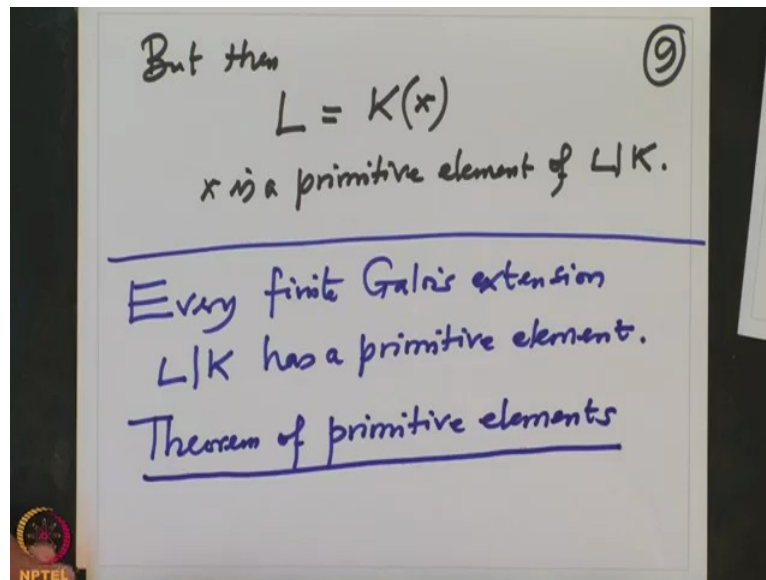 But then
⑨
L = K(x)
x is a primitive element of L|K.
Every finite Galois extension
L|K has a primitive element.
Theorem of primitive elements
NPTEL